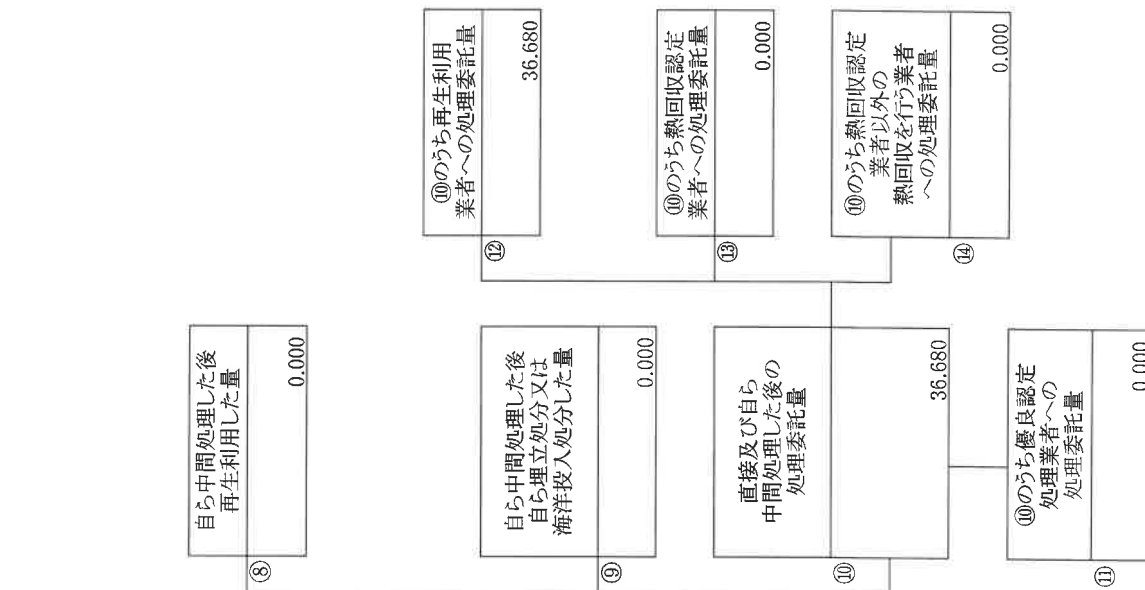 ⑧
自ら中間処理した後
再生利用した量
0.000
⑨
自ら中間処理した後
自ら埋立処分又は
海洋投入処分した量
0.000
⑩
直接及び自ら
中間処理した後の
処理委託量
36.680
⑪
⑩のうち優良認定
処理業者への
処理委託量
0.000
⑫
⑩のうち再生利用
業者への処理委託量
36.680
⑬
⑩のうち熱回収認定
業者への処理委託量
0.000
⑭
⑩のうち熱回収認定
業者以外の
熱回収を行う業者
への処理委託量
0.000